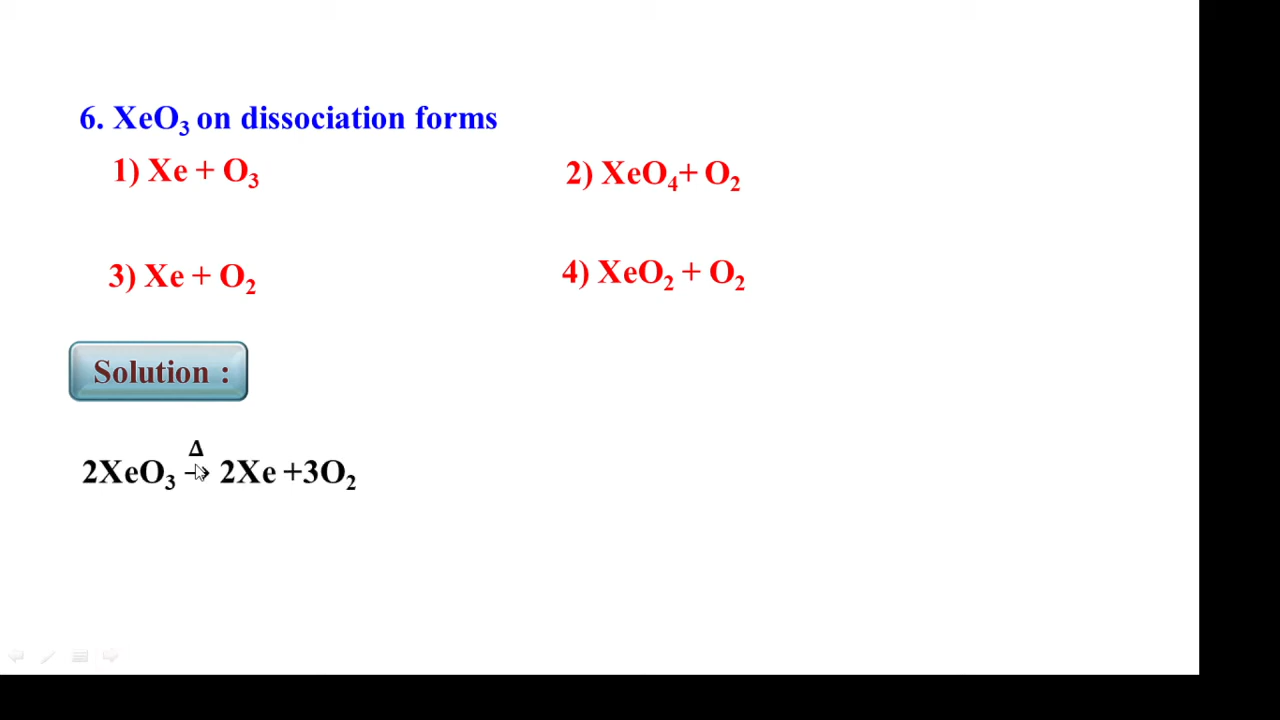 6. XeO₃ on dissociation forms
1) Xe + O₃
2) XeO₄+ O₂
3) Xe + O₂
4) XeO₂ + O₂
Solution :
Δ
2XeO₃ → 2Xe +3O₂